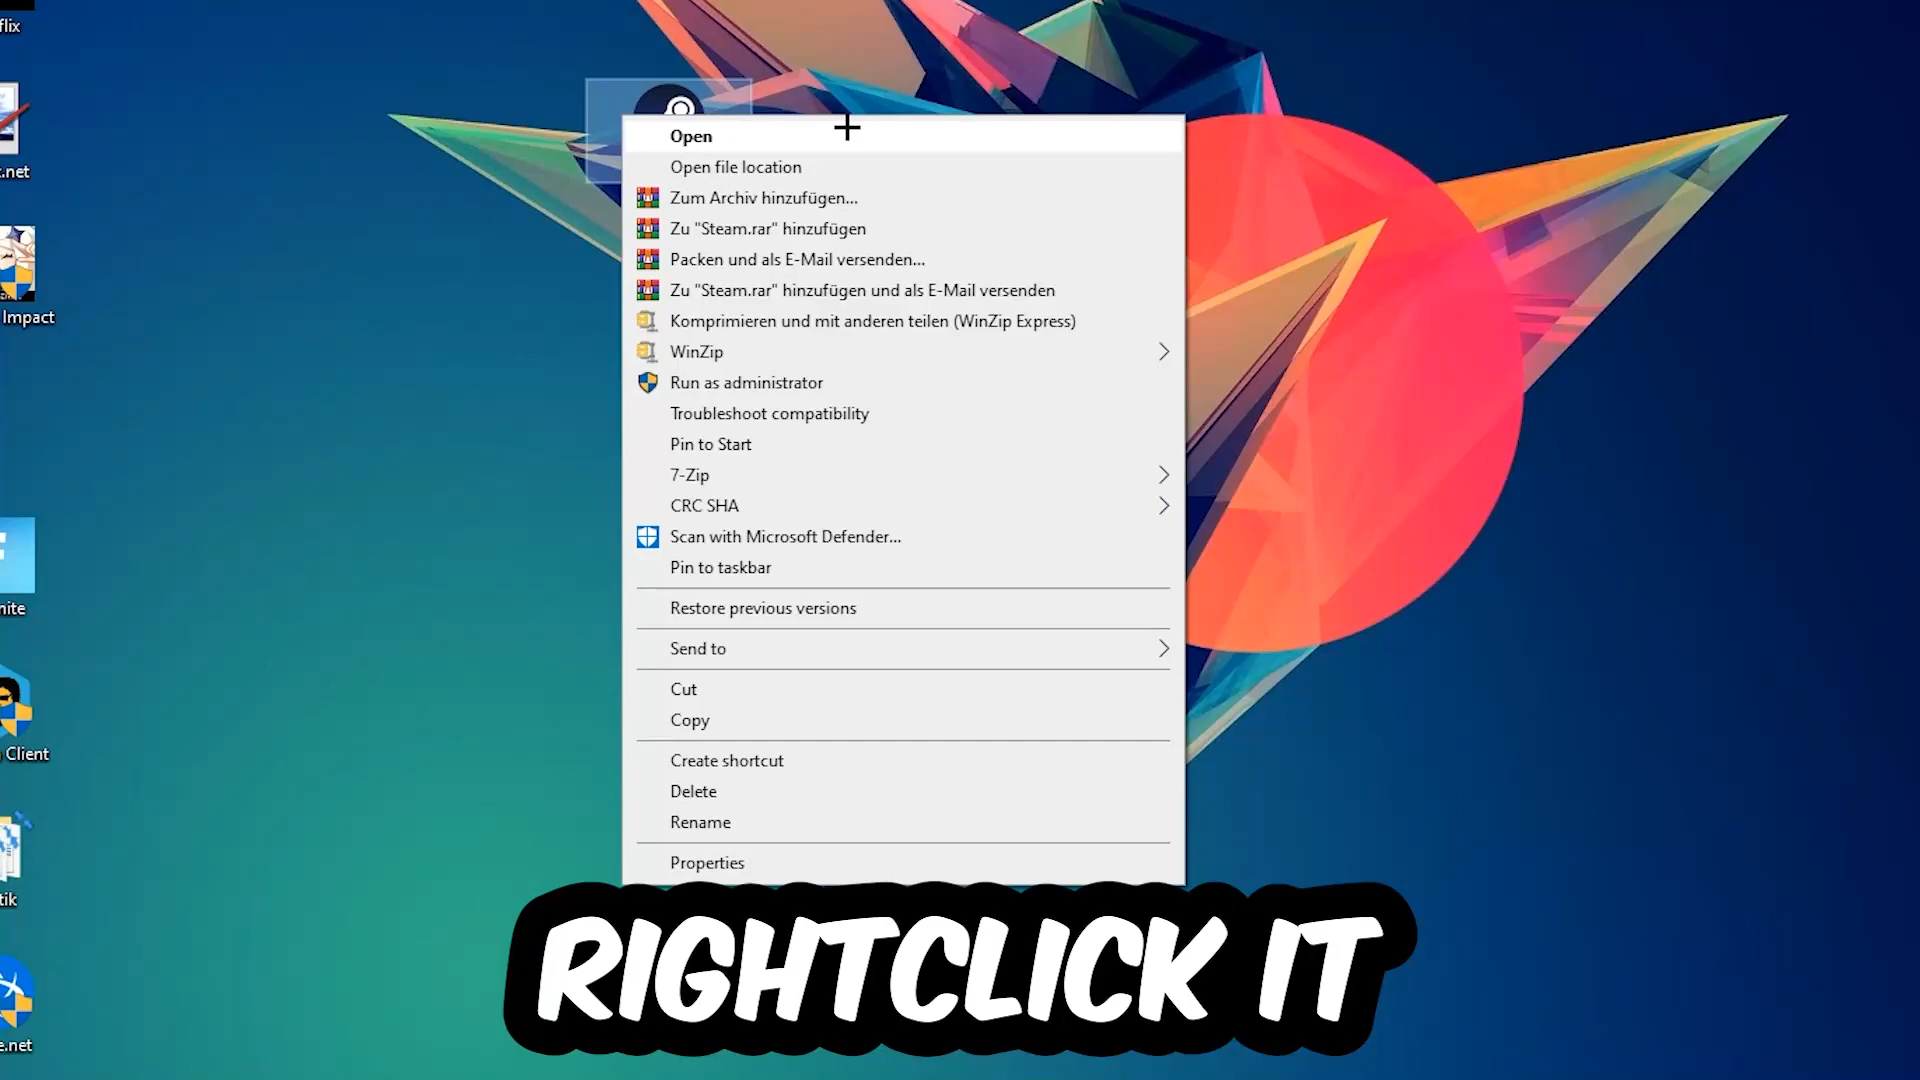 flix
.net
Impact
nite
Client
tik
e.net
Open
Open file location
Zum Archiv hinzufügen...
Zu "Steam.rar" hinzufügen
Packen und als E-Mail versenden...
Zu "Steam.rar" hinzufügen und als E-Mail versenden
Komprimieren und mit anderen teilen (WinZip Express)
WinZip
Run as administrator
Troubleshoot compatibility
Pin to Start
7-Zip
CRC SHA
Scan with Microsoft Defender...
Pin to taskbar
Restore previous versions
Send to
Cut
Copy
Create shortcut
Delete
Rename
Properties
RIGHTCLICK IT